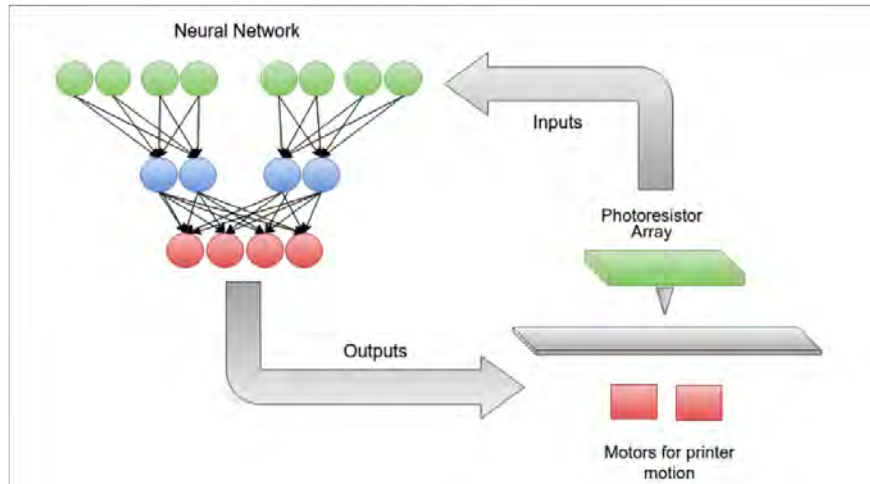 Neural Network
Inputs
Photoresistor
Array
Outputs
Motors for printer
motion